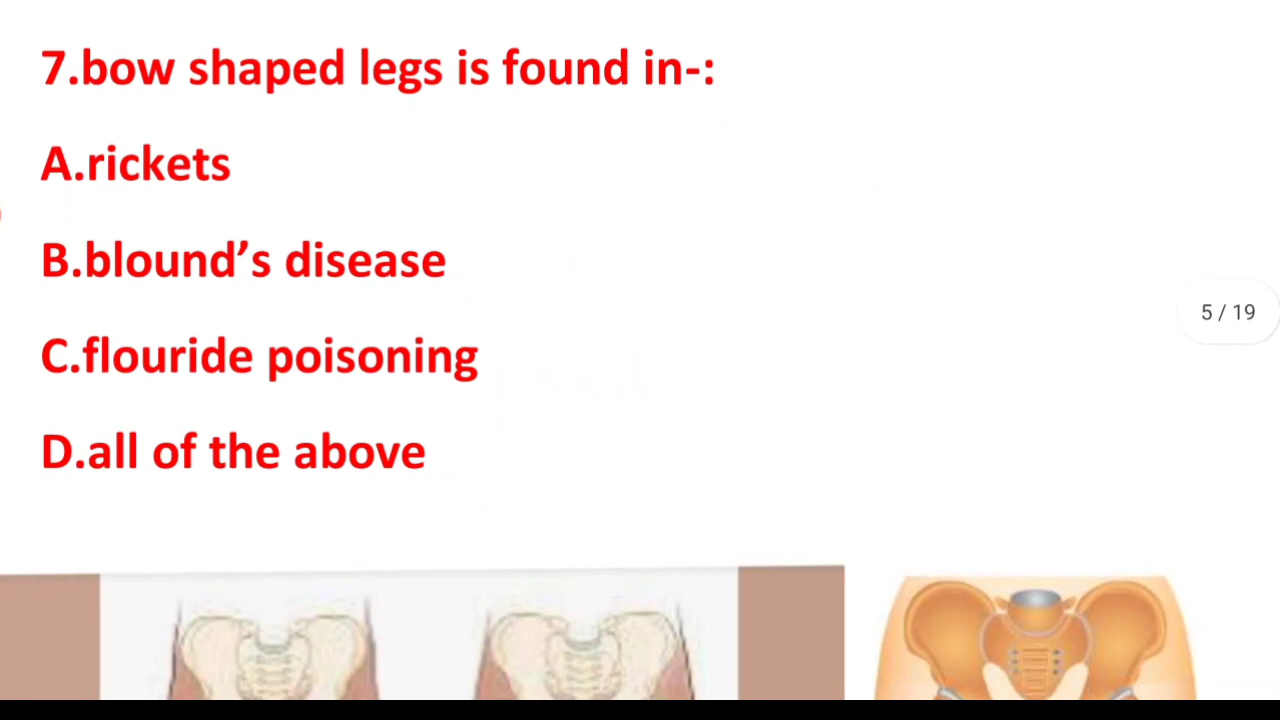 7.bow shaped legs is found in-:
A.rickets
B.blound’s disease
5 / 19
C.flouride poisoning
D.all of the above